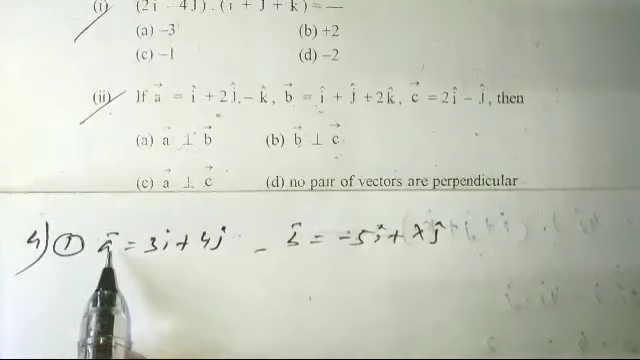 (i) (2î − 4ĵ) . (î + ĵ + k̂) = —
(a) −3 (b) +2
(c) −1 (d) −2
(ii) If a⃗ = î + 2ĵ − k̂, b⃗ = î + ĵ + 2k̂, c⃗ = 2î − ĵ, then
(a) a⃗ ⊥ b⃗ (b) b⃗ ⊥ c⃗
(c) a⃗ ⊥ c⃗ (d) no pair of vectors are perpendicular
4) ① a̅ = 3i + 4j − b̅ = −5î + 7ĵ